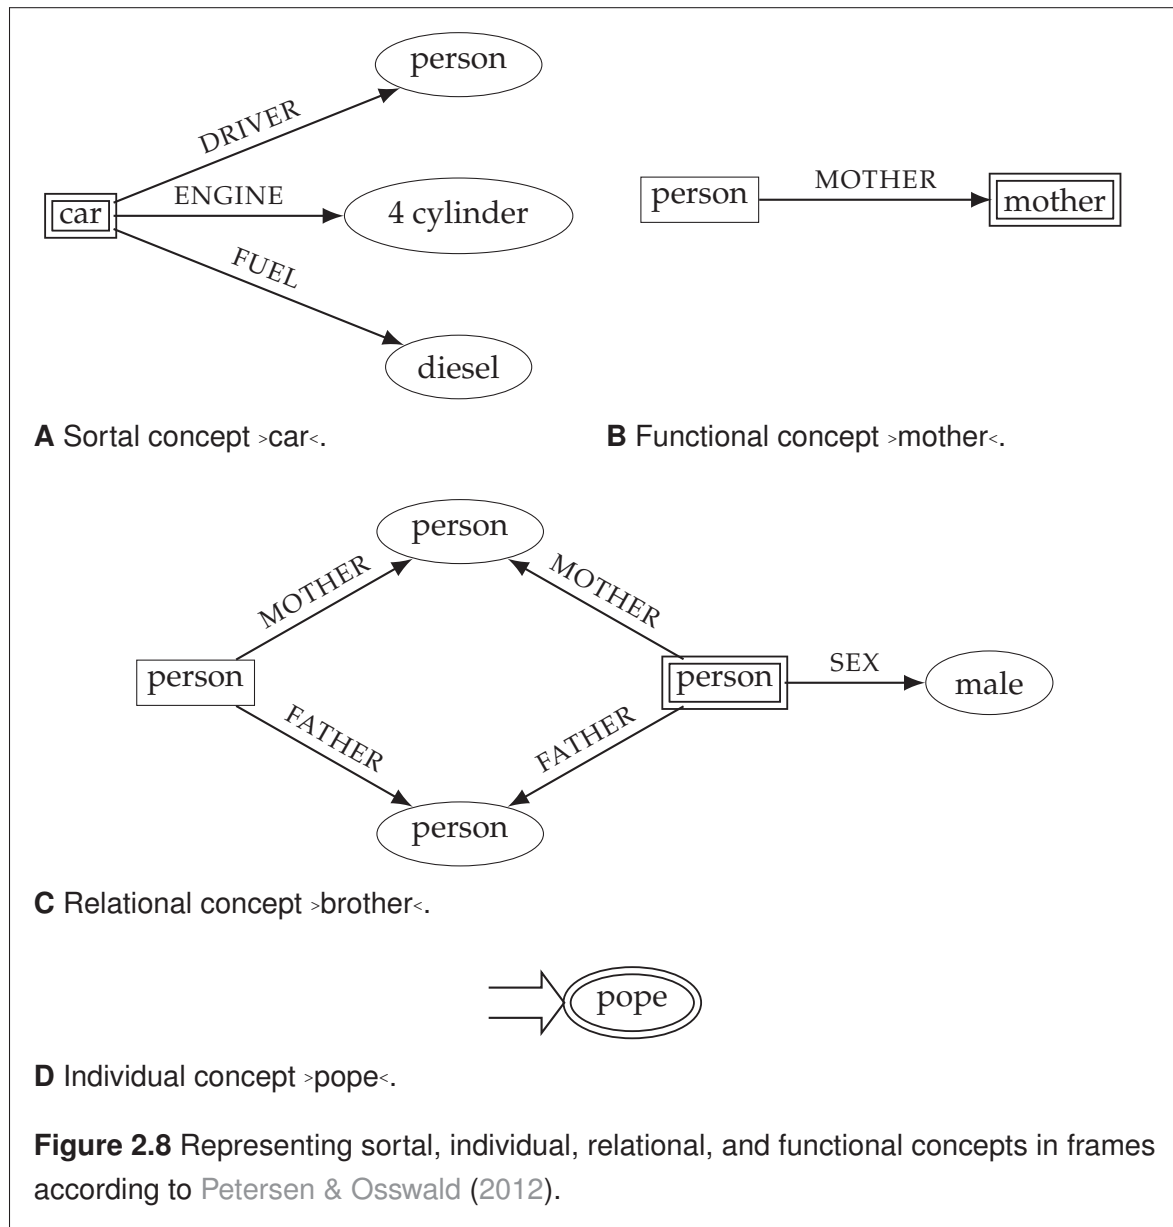 person
DRIVER
car
ENGINE
4 cylinder
FUEL
diesel
person
MOTHER
mother
A Sortal concept ›car‹.
B Functional concept ›mother‹.
person
MOTHER
MOTHER
person
person
SEX
male
FATHER
FATHER
person
C Relational concept ›brother‹.
pope
D Individual concept ›pope‹.
Figure 2.8 Representing sortal, individual, relational, and functional concepts in frames
according to Petersen & Osswald (2012).